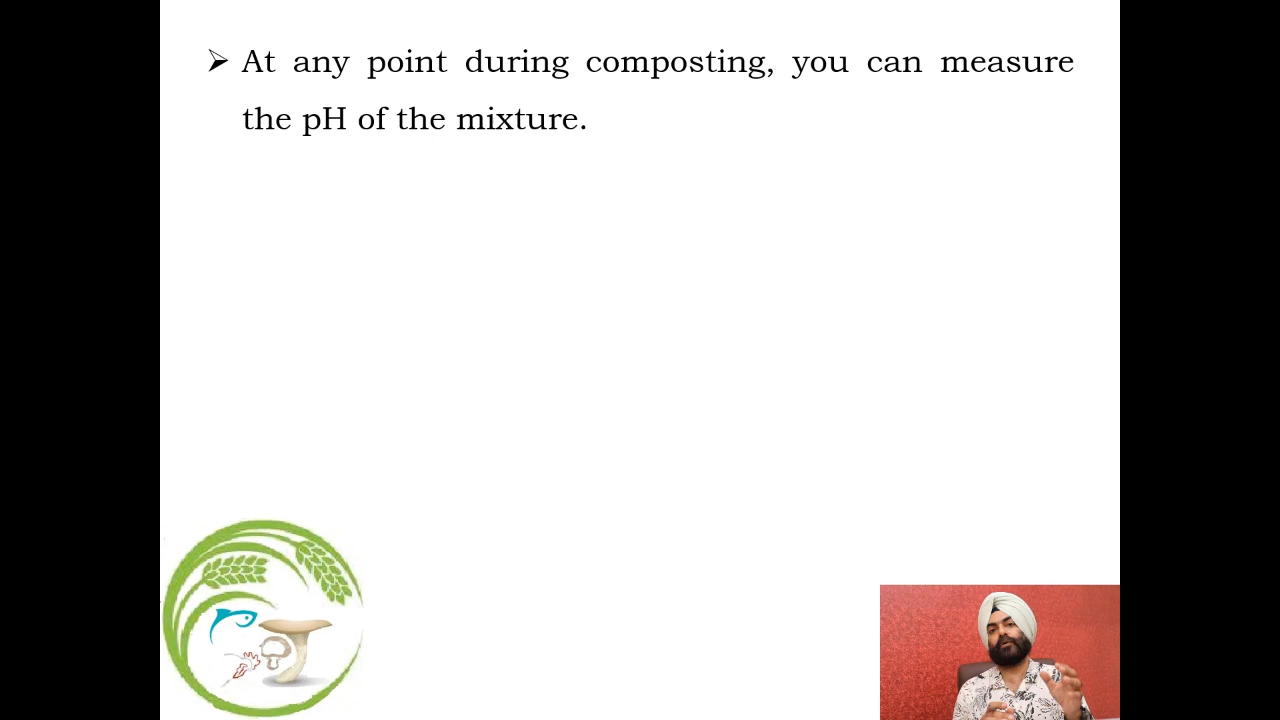 ➢ At any point during composting, you can measure
the pH of the mixture.